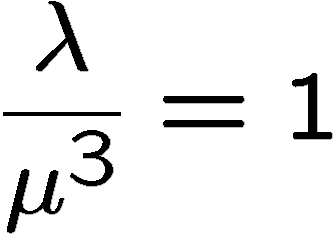 λ/μ³ = 1